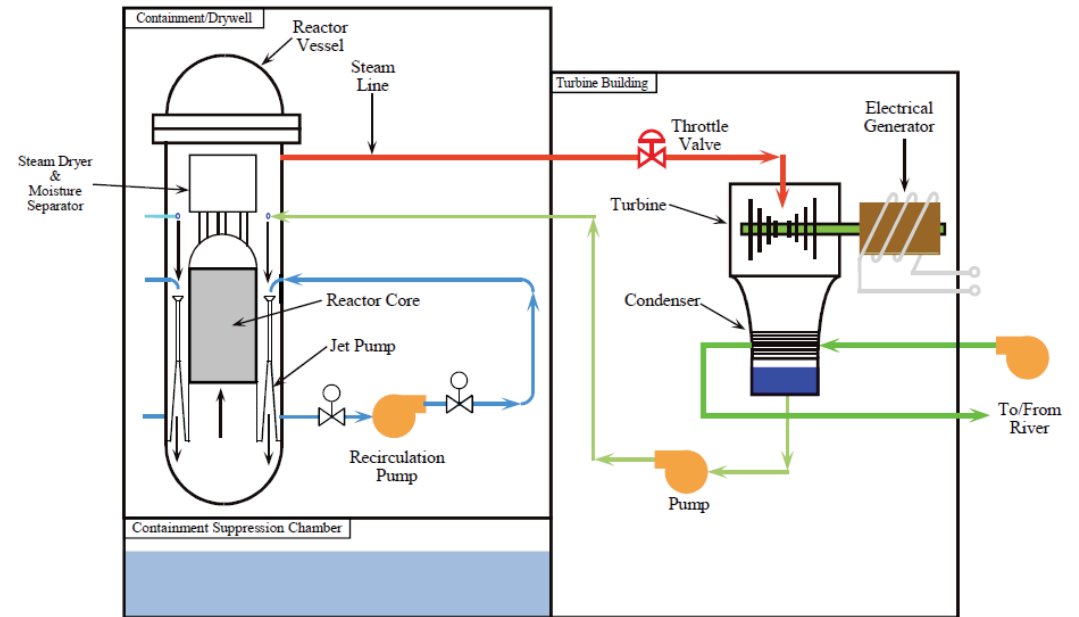 Containment/Drywell
Reactor
Vessel
Steam
Line
Turbine Building
Electrical
Generator
Throttle
Valve
Steam Dryer
&
Moisture
Separator
Turbine
Reactor Core
Condenser
Jet Pump
To/From
River
Recirculation
Pump
Pump
Containment Suppression Chamber